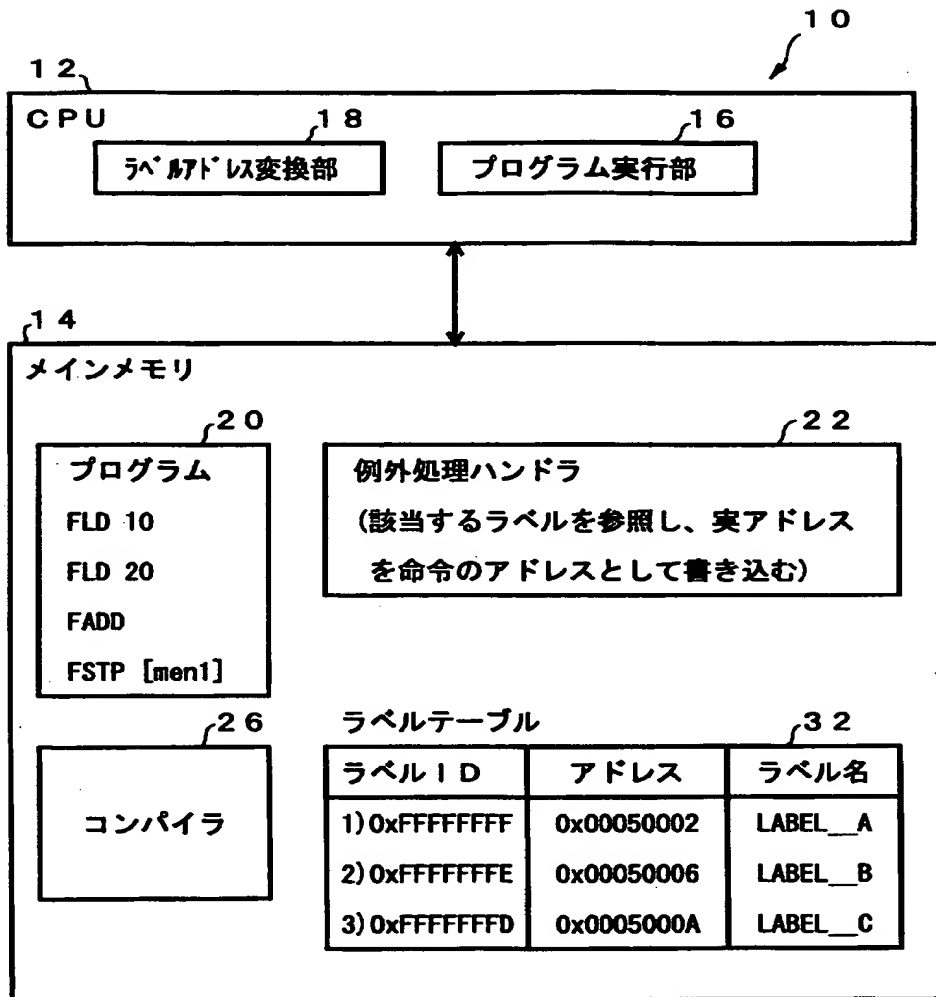 10
12
CPU
18
16
ラベルアドレス変換部
プログラム実行部
14
メインメモリ
20
22
プログラム
FLD 10
FLD 20
FADD
FSTP [men1]
例外処理ハンドラ
(該当するラベルを参照し、実アドレス
を命令のアドレスとして書き込む)
26
コンパイラ
ラベルテーブル
32
ラベルID アドレス ラベル名
1)0xFFFFFFFF 0x00050002 LABEL__A
2)0xFFFFFFFE 0x00050006 LABEL__B
3)0xFFFFFFFD 0x0005000A LABEL__C